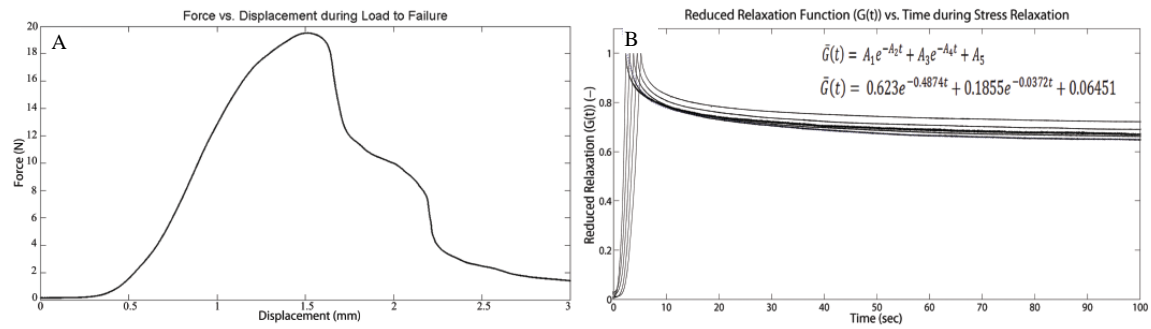 Force vs. Displacement during Load to Failure
A
20
18
16
14
12
10
8
6
4
2
0
Force (N)
0 0.5 1 1.5 2 2.5 3
Displacement (mm)
Reduced Relaxation Function (G(t)) vs. Time during Stress Relaxation
B
G̃(t) = A₁e^{-A₂t} + A₃e^{-A₄t} + A₅
G̃(t) = 0.623e^{-0.4874t} + 0.1855e^{-0.0372t} + 0.06451
1
0.8
0.6
0.4
0.2
0
Reduced Relaxation (G(t)) (-)
0 10 20 30 40 50 60 70 80 90 100
Time (sec)